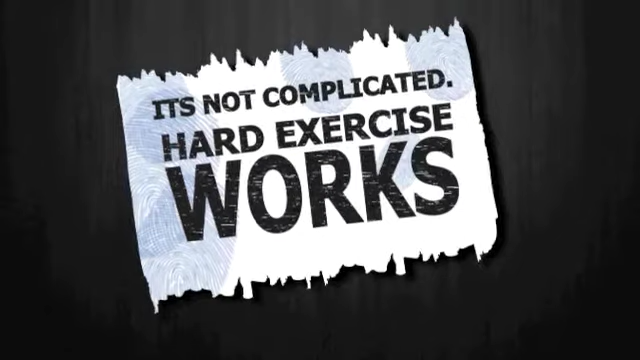 ITS NOT COMPLICATED.
HARD EXERCISE
WORKS